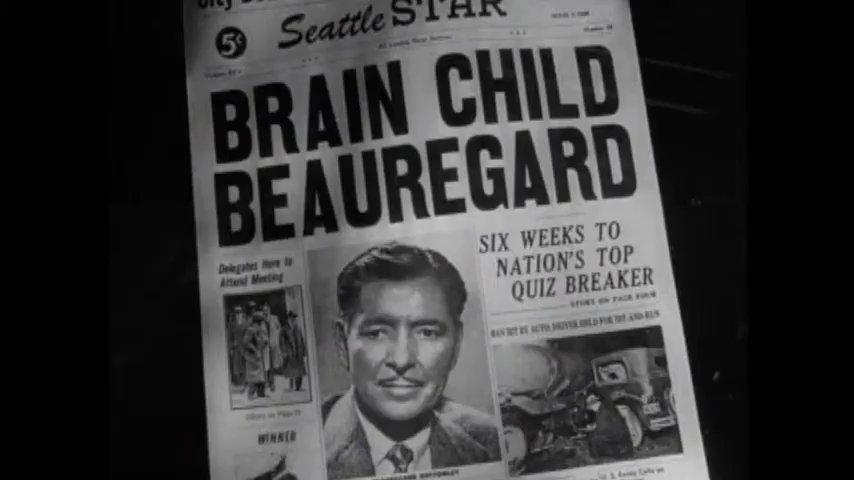 5¢
Seattle STAR
BRAIN CHILD
BEAUREGARD
Delegates Here to
Attend Meeting
SIX WEEKS TO
NATION'S TOP
QUIZ BREAKER
STORY ON PAGE FOUR
MAN HIT BY AUTO; DRIVER HELD FOR HIT-AND-RUN
WINNER
BOTTOMLEY